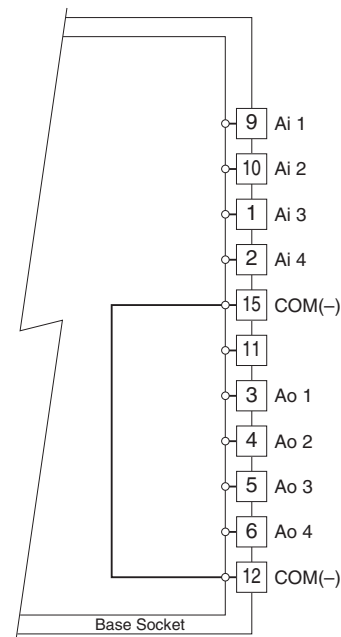 9 Ai 1
10 Ai 2
1 Ai 3
2 Ai 4
15 COM(–)
11
3 Ao 1
4 Ao 2
5 Ao 3
6 Ao 4
12 COM(–)
Base Socket